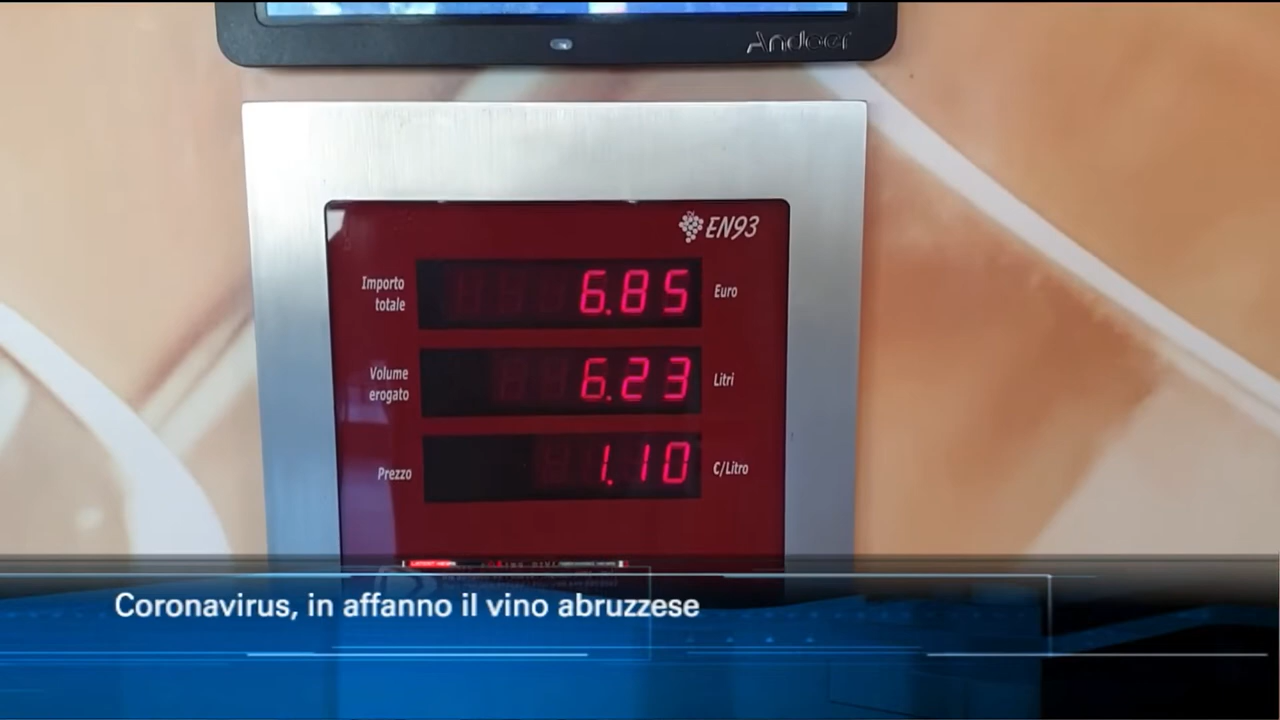 Andoer
EN93
Importo
totale
6.85
Euro
Volume
erogato
6.23
Litri
Prezzo
1.10
C/Litro
Coronavirus, in affanno il vino abruzzese